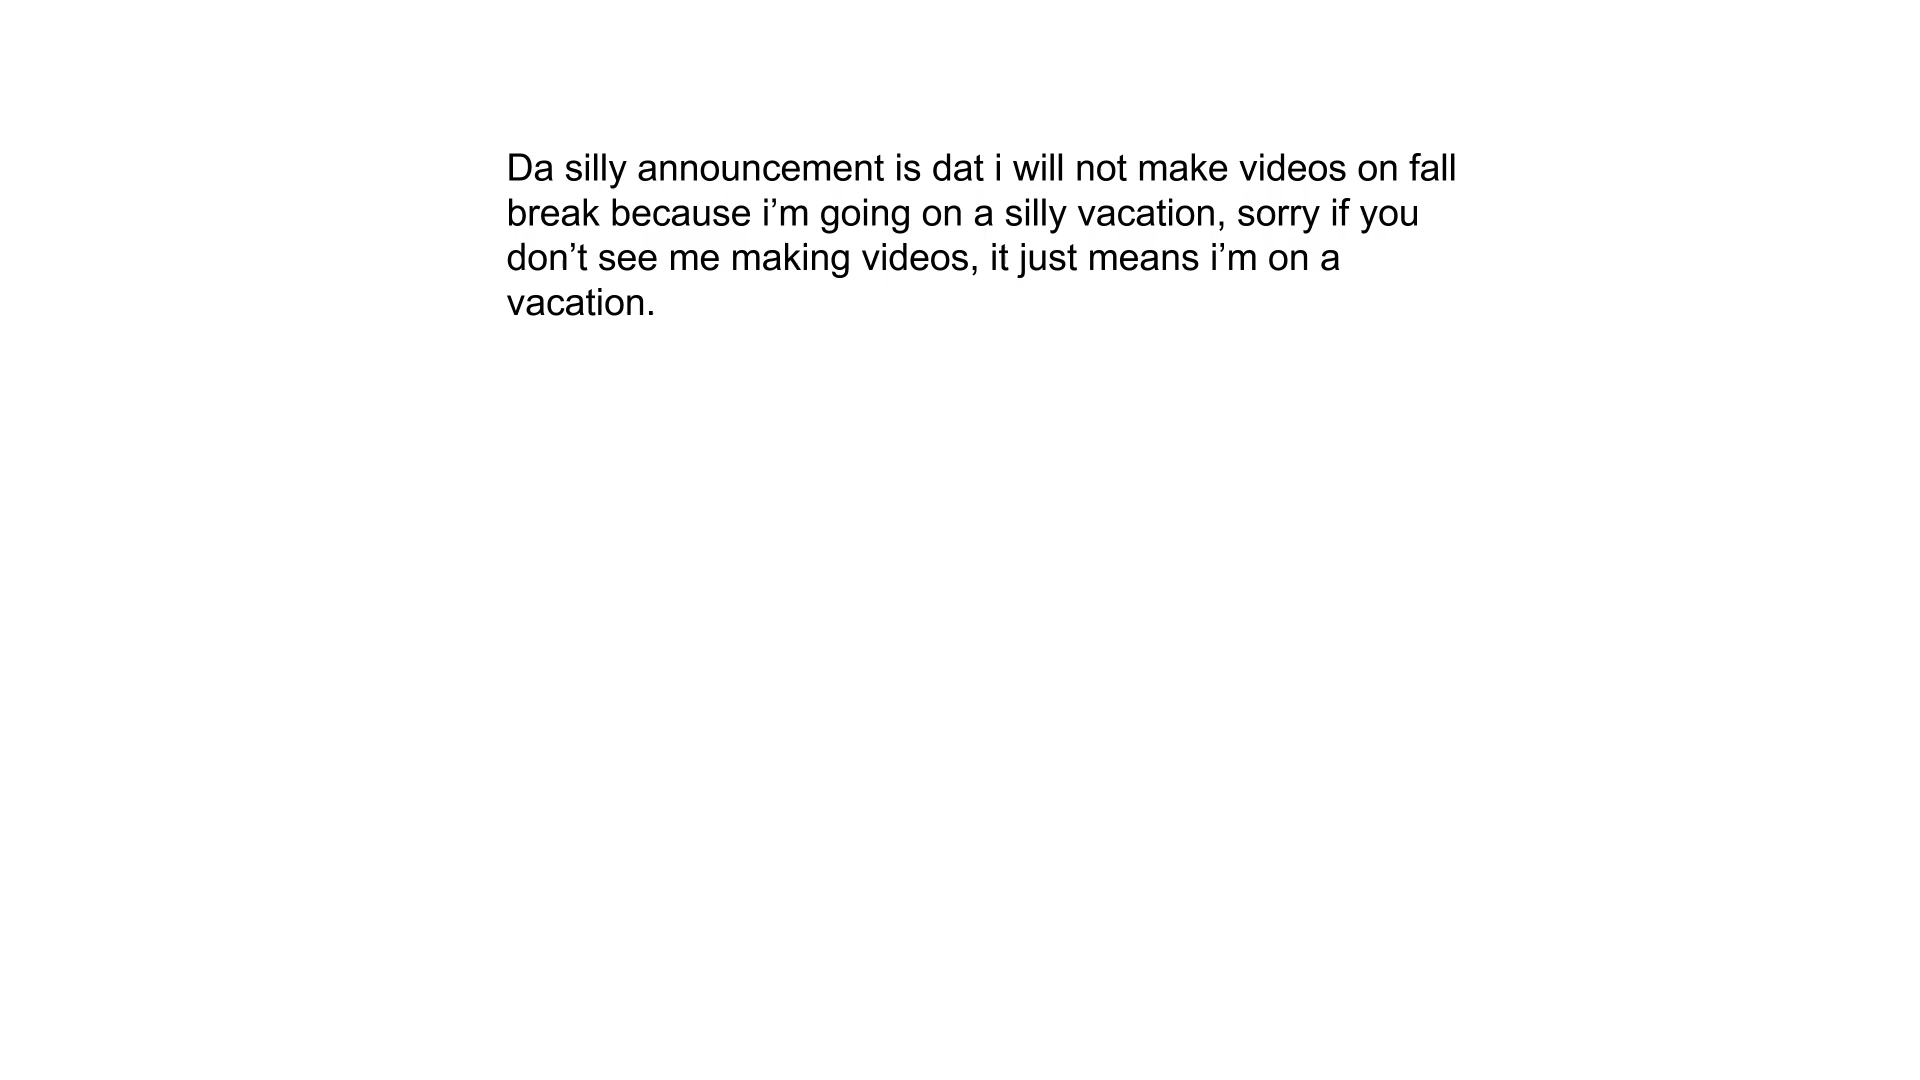 Da silly announcement is dat i will not make videos on fall
break because i’m going on a silly vacation, sorry if you
don’t see me making videos, it just means i’m on a
vacation.